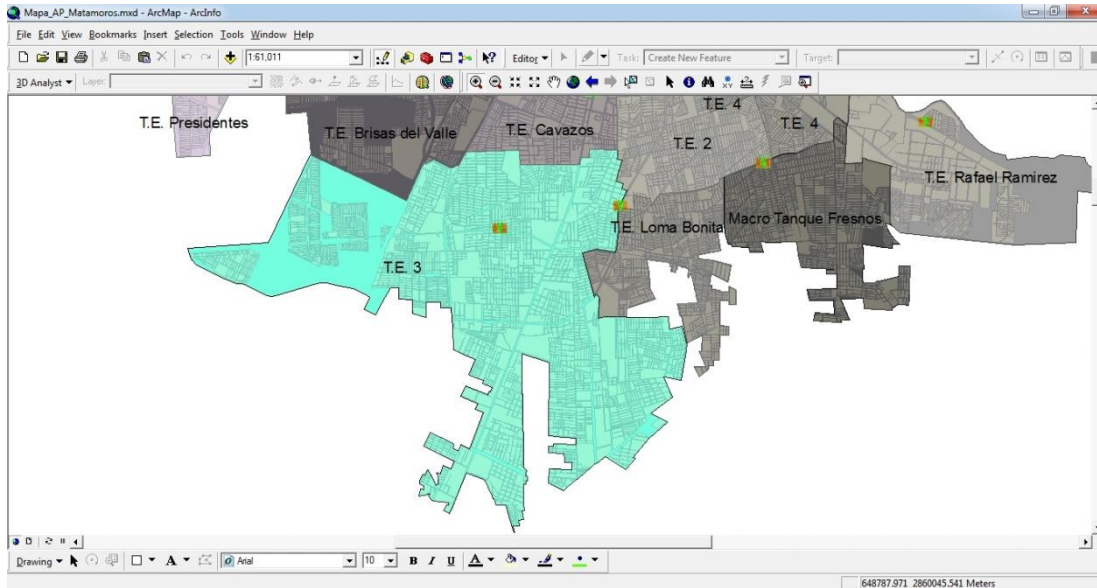 Mapa_AP_Matamoros.mxd - ArcMap - ArcInfo
File Edit View Bookmarks Insert Selection Tools Window Help
1:61,011 Editor Task: Create New Feature Target:
3D Analyst Layer:
T.E. 4
T.E. Presidentes T.E. Brisas del Valle T.E. Cavazos T.E. 2 T.E. 4
T.E. Rafael Ramirez
T.E. Loma Bonita Macro Tanque Fresnos
T.E. 3
Drawing A Arial 10 B I U A
648787.971 2860045.541 Meters